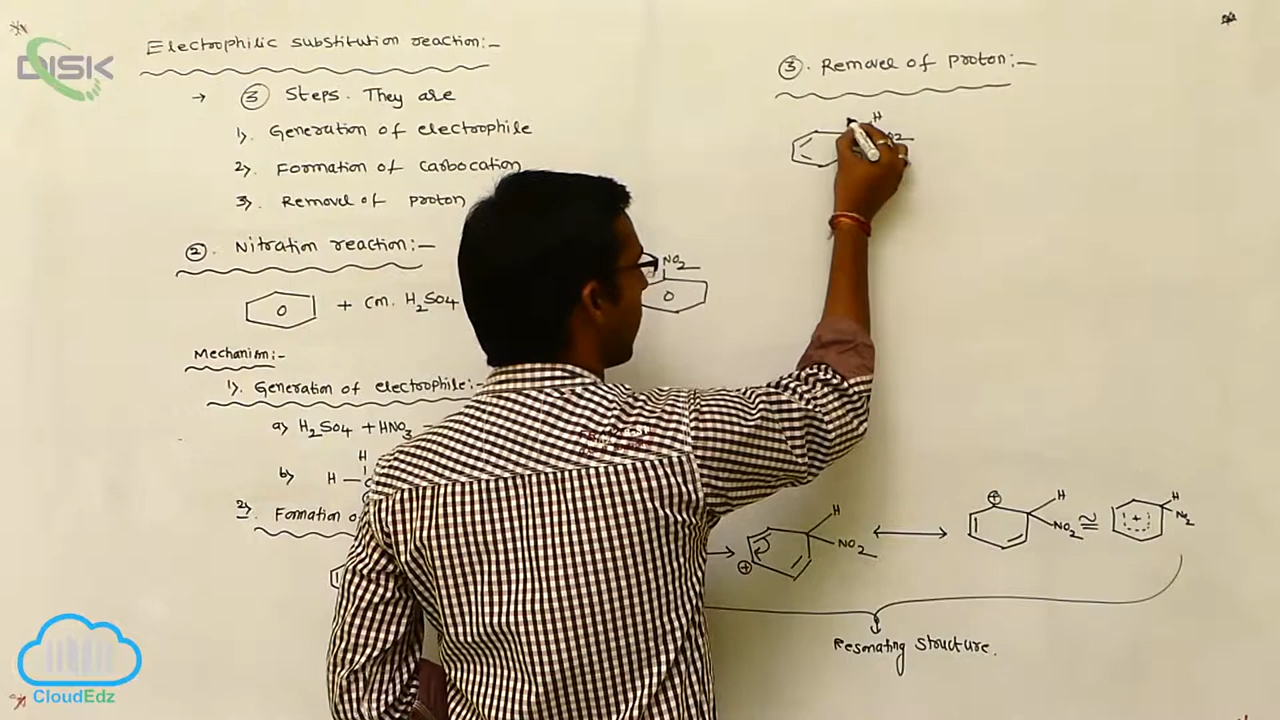 DISK
Electrophilic substitution reaction:-
→ ③ Steps. They are
1). Generation of electrophile
2). Formation of carbocation
3). Removel of proton
②. Nitration reaction:-
+ cm. H2SO4
NO2
Mechanism:-
1). Generation of electrophile:-
a) H2SO4 + HNO3
H
b) H —
2). Formation
③. Removel of proton:-
H
NO2
H
NO2
⊕
⊕
H
NO2
≅
+
H
NO2
Resonating structure.
CloudEdz